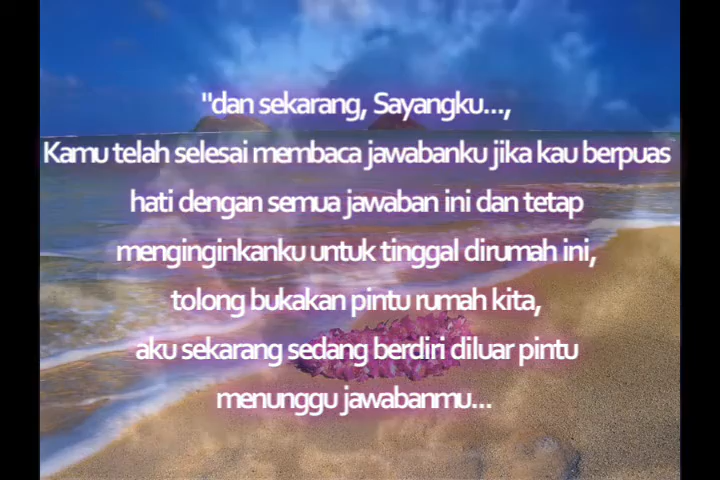 "dan sekarang, Sayangku...,
Kamu telah selesai membaca jawabanku jika kau berpuas
hati dengan semua jawaban ini dan tetap
menginginkanku untuk tinggal dirumah ini,
tolong bukakan pintu rumah kita,
aku sekarang sedang berdiri diluar pintu
menunggu jawabanmu...